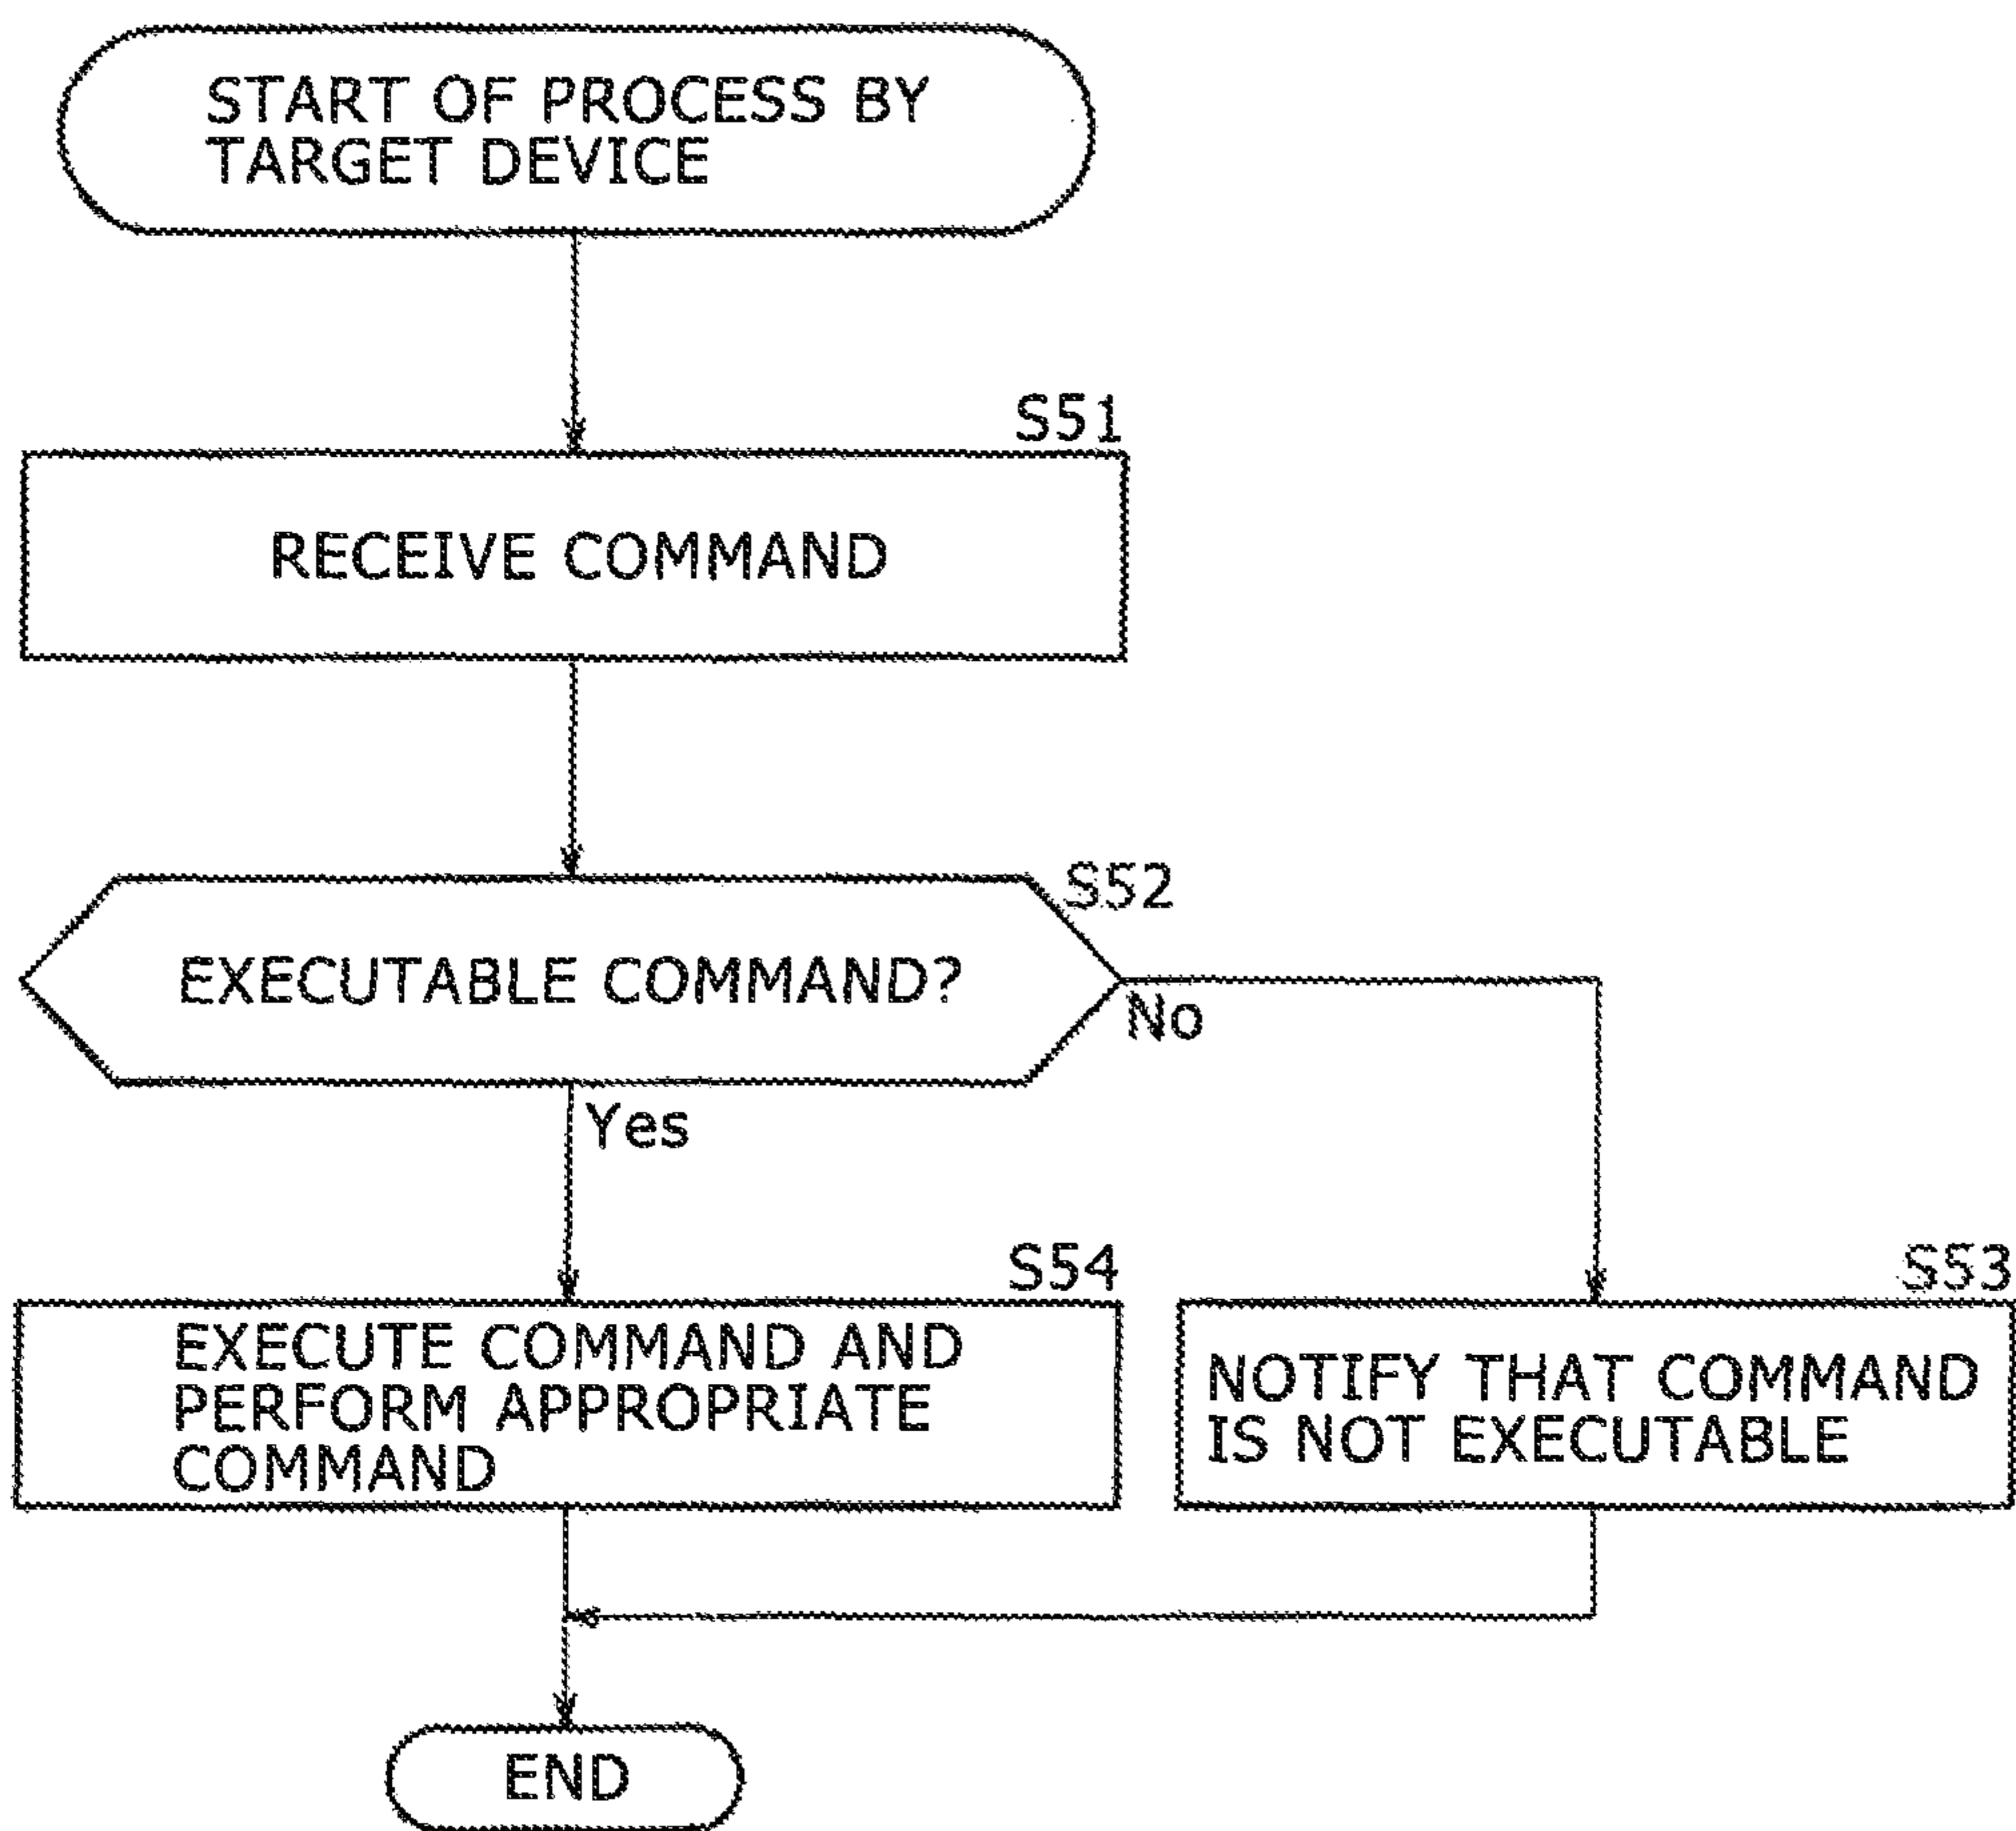 START OF PROCESS BY
TARGET DEVICE
S51
RECEIVE COMMAND
S52
EXECUTABLE COMMAND?
No
Yes
S54
EXECUTE COMMAND AND
PERFORM APPROPRIATE
COMMAND
S53
NOTIFY THAT COMMAND
IS NOT EXECUTABLE
END